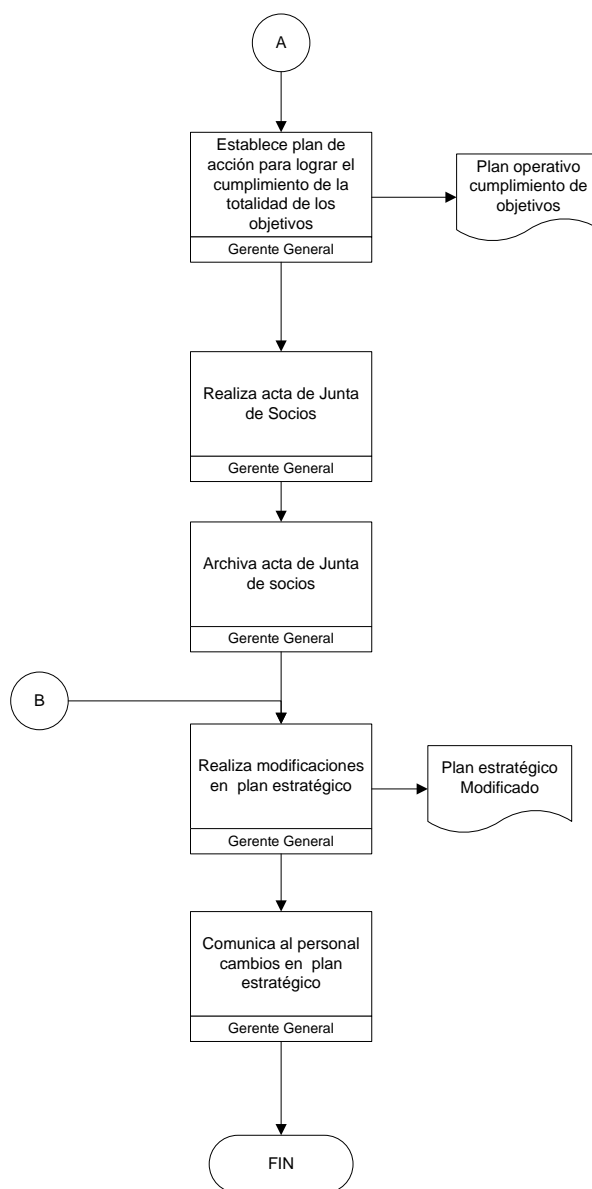 A
Establece plan de
acción para lograr el
cumplimiento de la
totalidad de los
objetivos
Gerente General
Plan operativo
cumplimiento de
objetivos
Realiza acta de Junta
de Socios
Gerente General
Archiva acta de Junta
de socios
Gerente General
B
Realiza modificaciones
en plan estratégico
Gerente General
Plan estratégico
Modificado
Comunica al personal
cambios en plan
estratégico
Gerente General
FIN